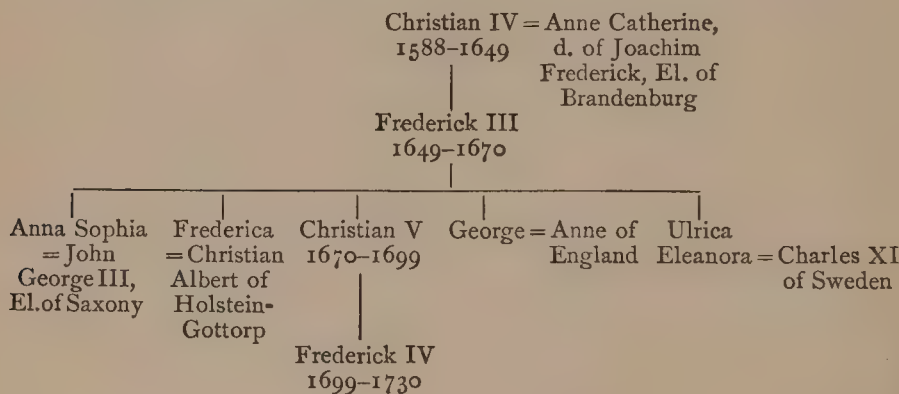 Christian IV = Anne Catherine,
1588–1649 d. of Joachim
Frederick, El. of
Brandenburg
Frederick III
1649–1670
Anna Sophia
= John
George III,
El. of Saxony
Frederica
= Christian
Albert of
Holstein-
Gottorp
Christian V
1670–1699
George = Anne of
England
Ulrica
Eleanora = Charles XI
of Sweden
Frederick IV
1699–1730